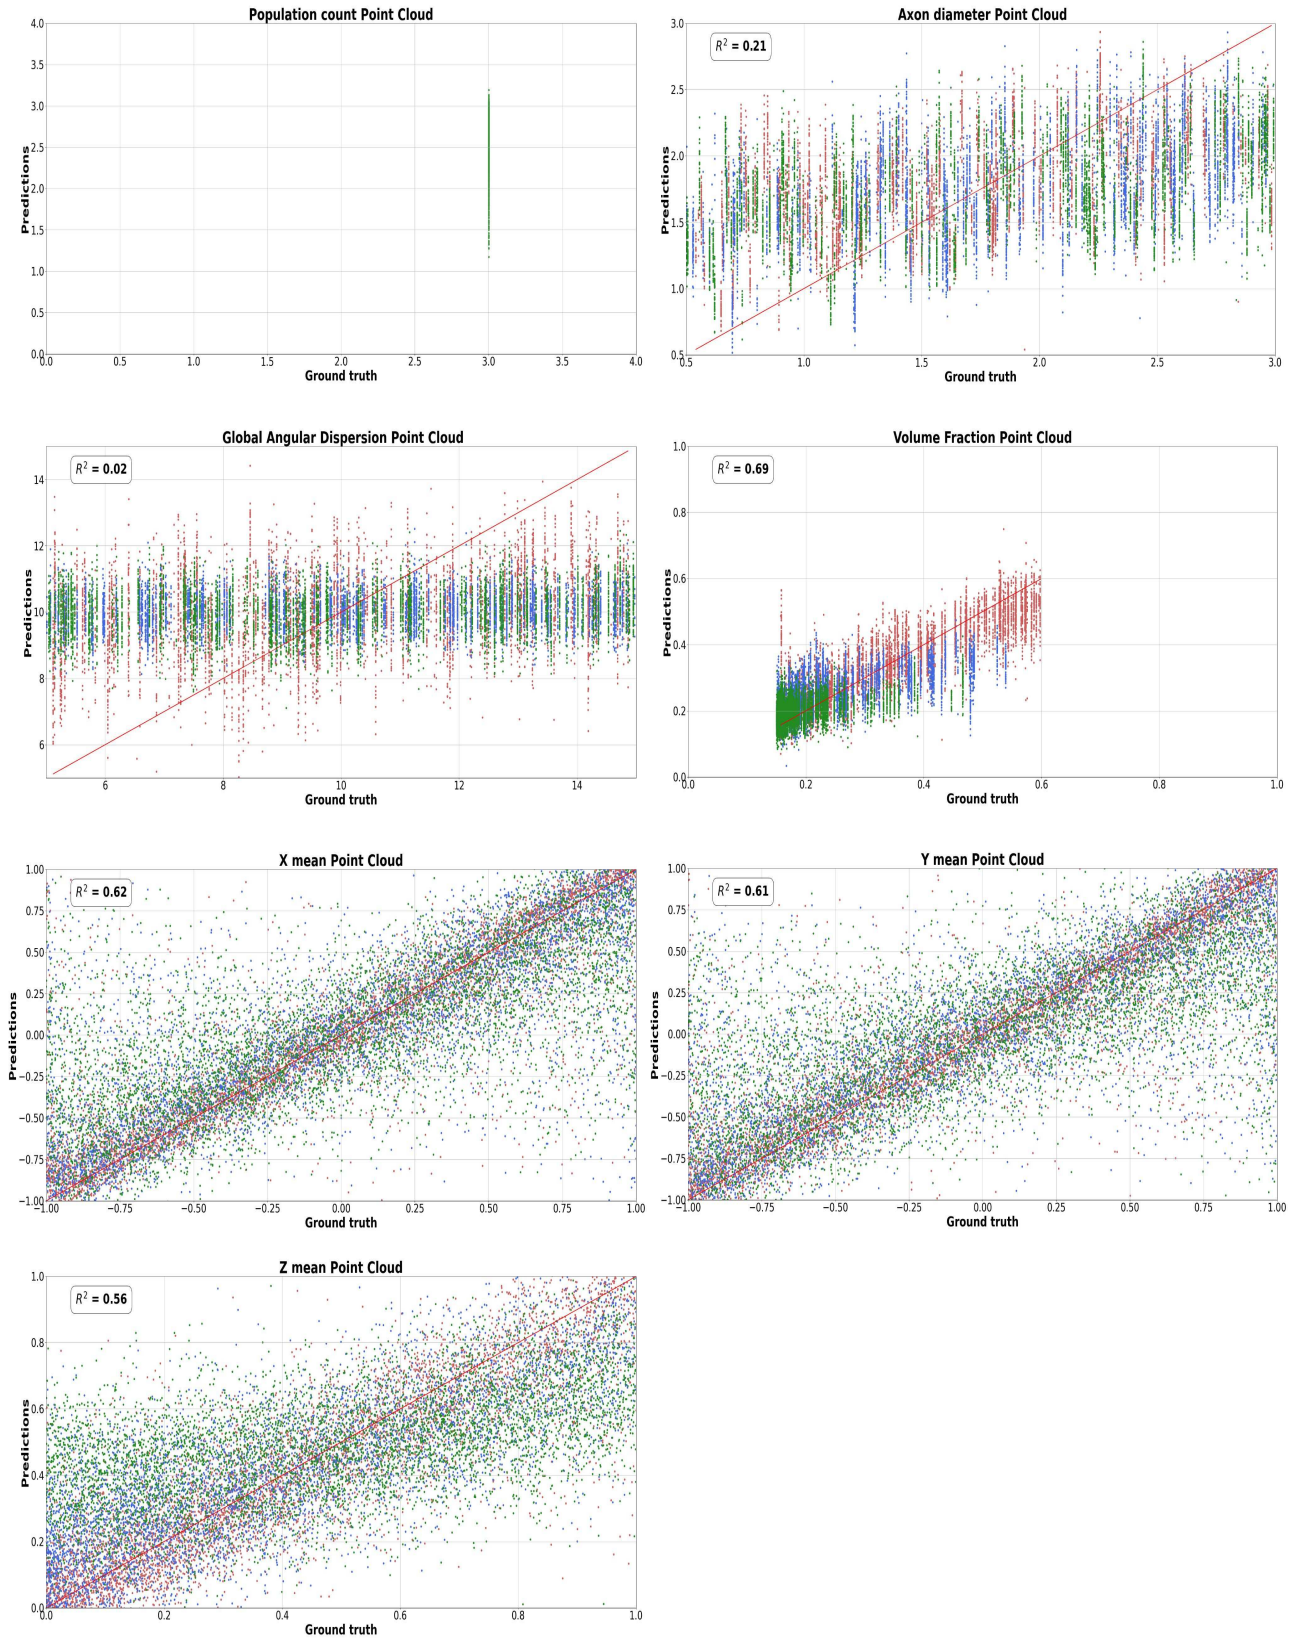 Population count Point Cloud
Predictions
4.0
3.5
3.0
2.5
2.0
1.5
1.0
0.5
0.0
0.0 0.5 1.0 1.5 2.0 2.5 3.0 3.5 4.0
Ground truth
Axon diameter Point Cloud
R² = 0.21
Predictions
3.0
2.5
2.0
1.5
1.0
0.5
0.5 1.0 1.5 2.0 2.5 3.0
Ground truth
Global Angular Dispersion Point Cloud
R² = 0.02
Predictions
14
12
10
8
6
6 8 10 12 14
Ground truth
Volume Fraction Point Cloud
R² = 0.69
Predictions
1.0
0.8
0.6
0.4
0.2
0.0
0.0 0.2 0.4 0.6 0.8 1.0
Ground truth
X mean Point Cloud
R² = 0.62
Predictions
1.00
0.75
0.50
0.25
0.00
−0.25
−0.50
−0.75
−1.00
−1.00 −0.75 −0.50 −0.25 0.00 0.25 0.50 0.75 1.00
Ground truth
Y mean Point Cloud
R² = 0.61
Predictions
1.00
0.75
0.50
0.25
0.00
−0.25
−0.50
−0.75
−1.00
−1.00 −0.75 −0.50 −0.25 0.00 0.25 0.50 0.75 1.00
Ground truth
Z mean Point Cloud
R² = 0.56
Predictions
1.0
0.8
0.6
0.4
0.2
0.0
0.0 0.2 0.4 0.6 0.8 1.0
Ground truth